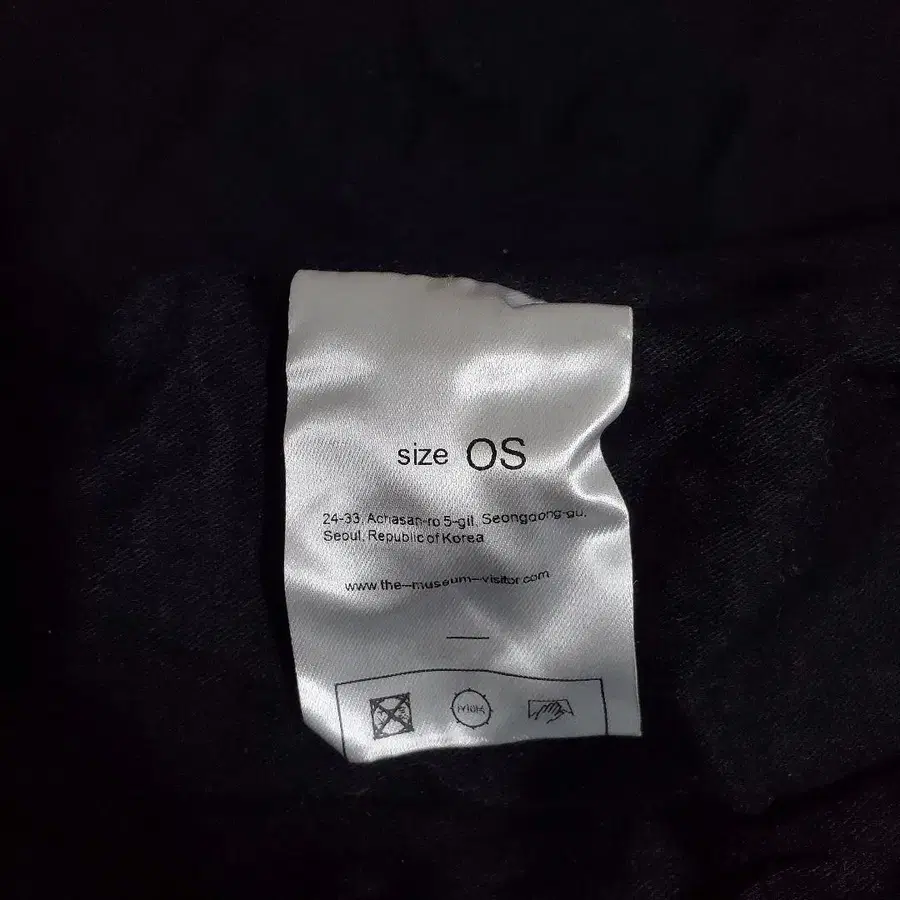 size OS
24-33, Achasan-ro 5-gil, Seongdong-gu,
Seoul, Republic of Korea
www.the-museum-visitor.com